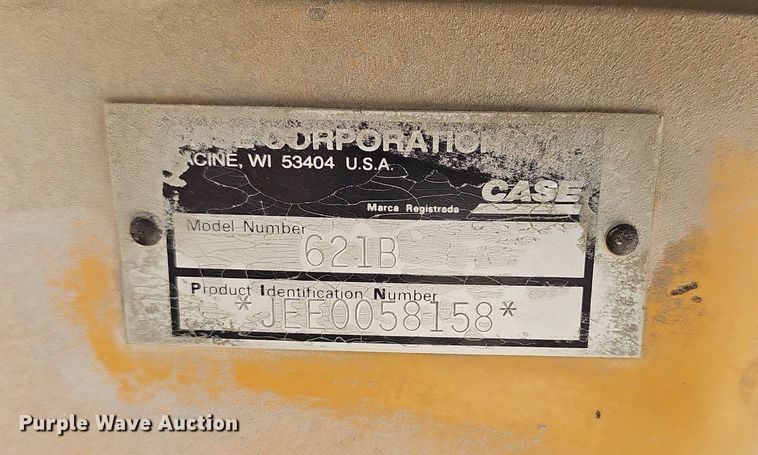 CORPORATION
ACINE, WI 53404 U.S.A.
CASE
Marca Registrada
Model Number
621B
Product Identification Number
*JEE0058158*
Purple Wave Auction